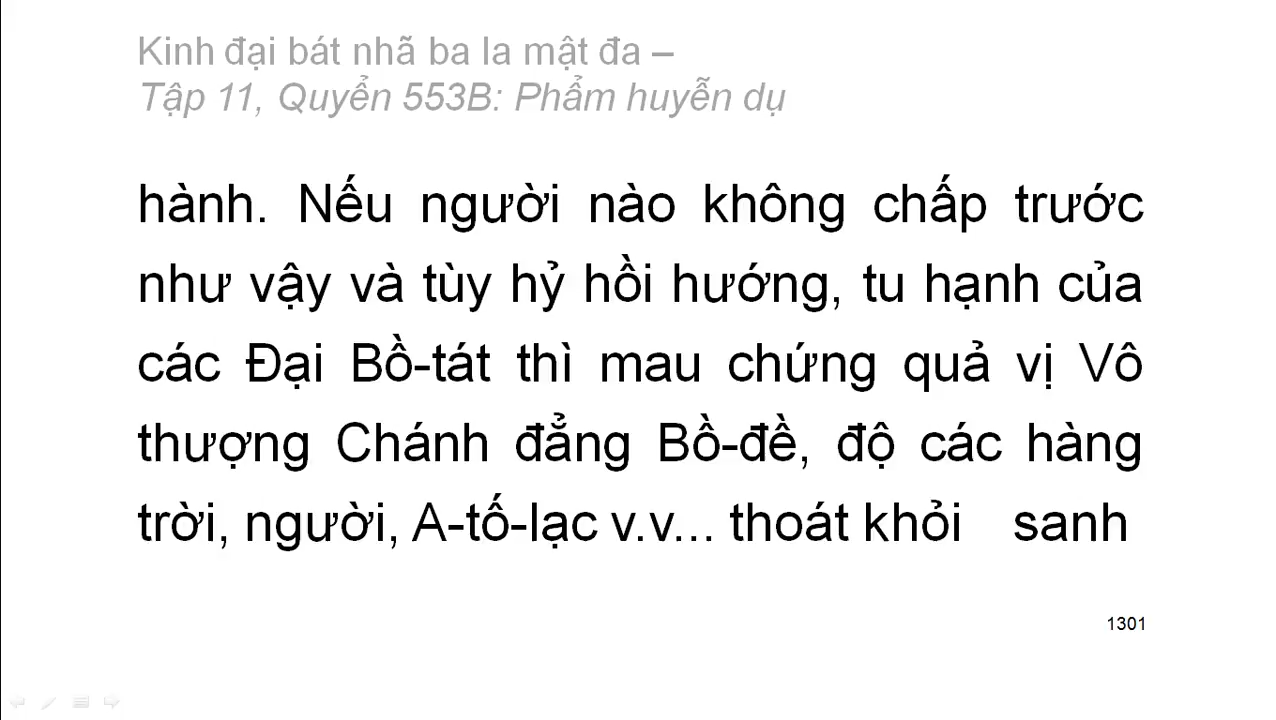 Kinh đại bát nhã ba la mật đa –
Tập 11, Quyển 553B: Phẩm huyễn dụ
hành. Nếu người nào không chấp trước
như vậy và tùy hỷ hồi hướng, tu hạnh của
các Đại Bồ-tát thì mau chứng quả vị Vô
thượng Chánh đẳng Bồ-đề, độ các hàng
trời, người, A-tố-lạc v.v... thoát khỏi sanh
1301